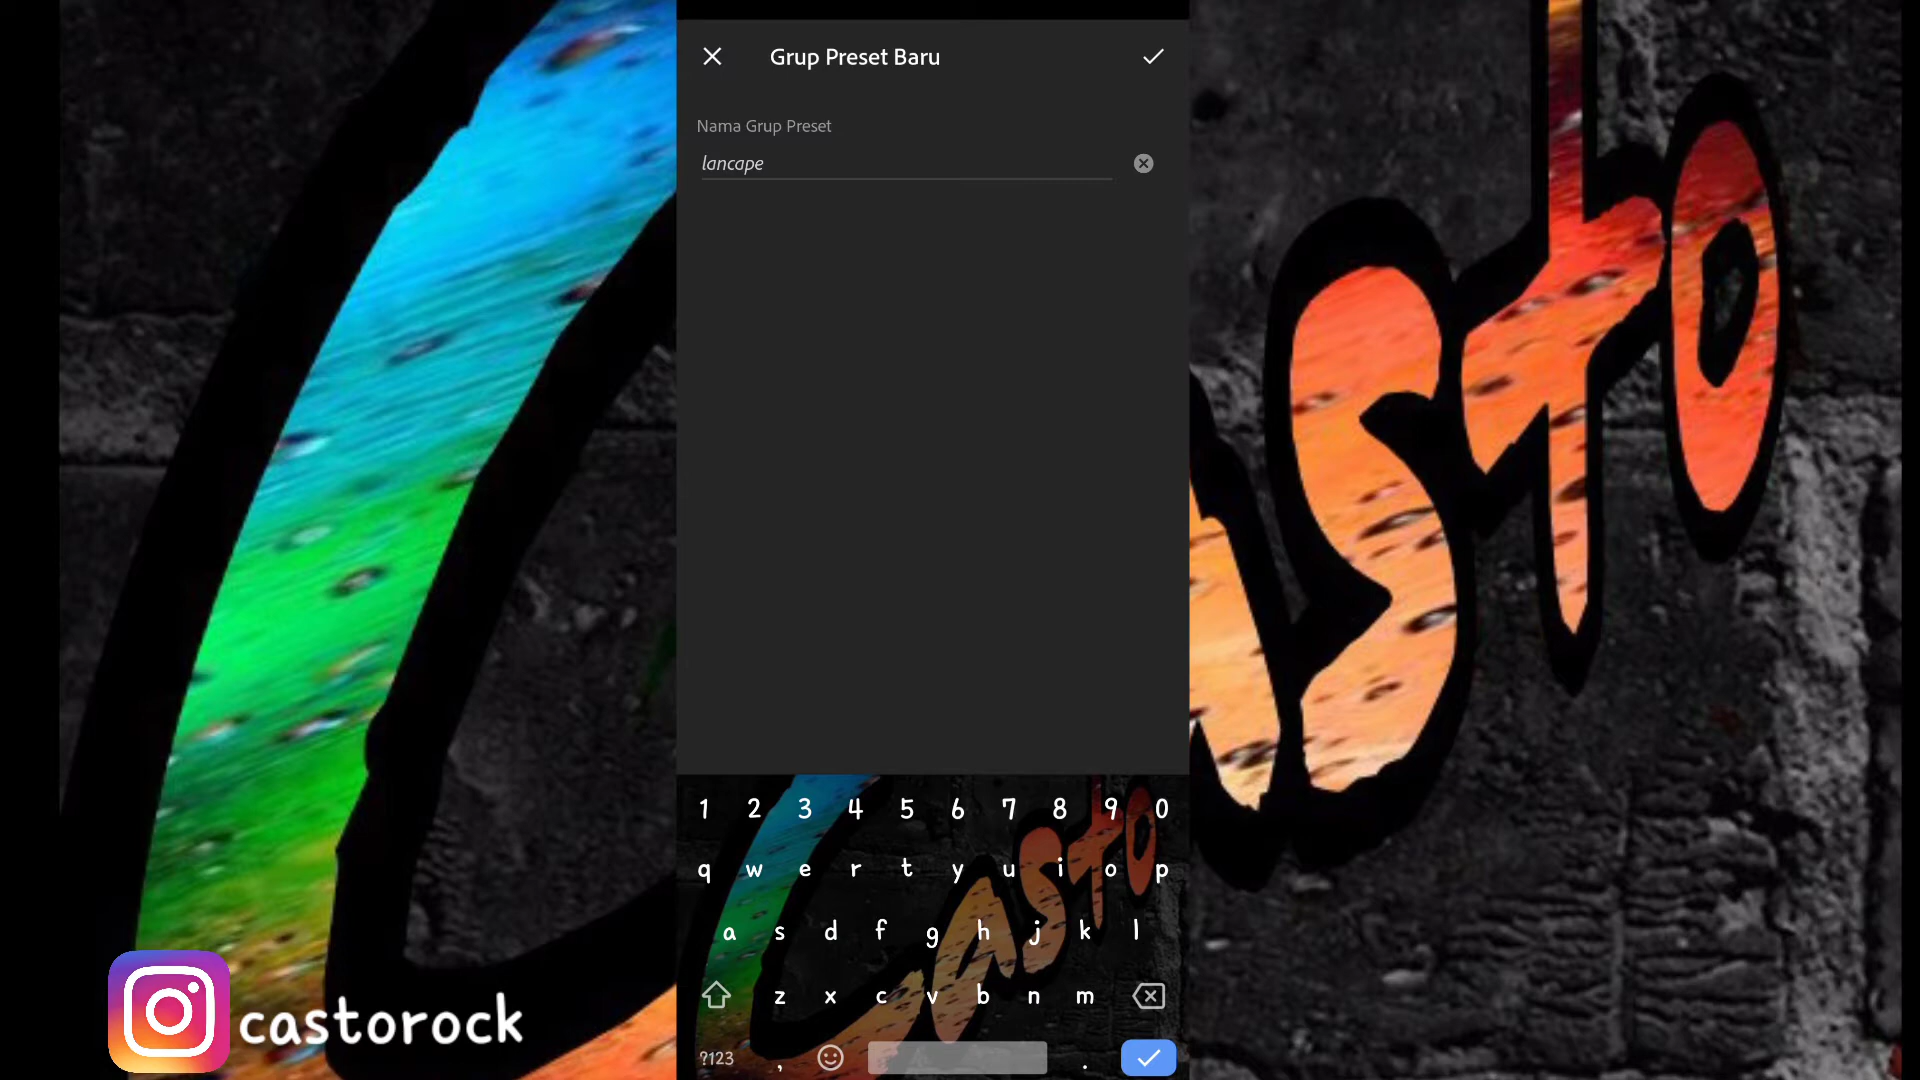 Grup Preset Baru
Nama Grup Preset
lancape
Casto
1 2 3 4 5 6 7 8 9 0
q w e r t y u i o p
a s d f g h j k l
z x c v b n m
?123 , .
castorock